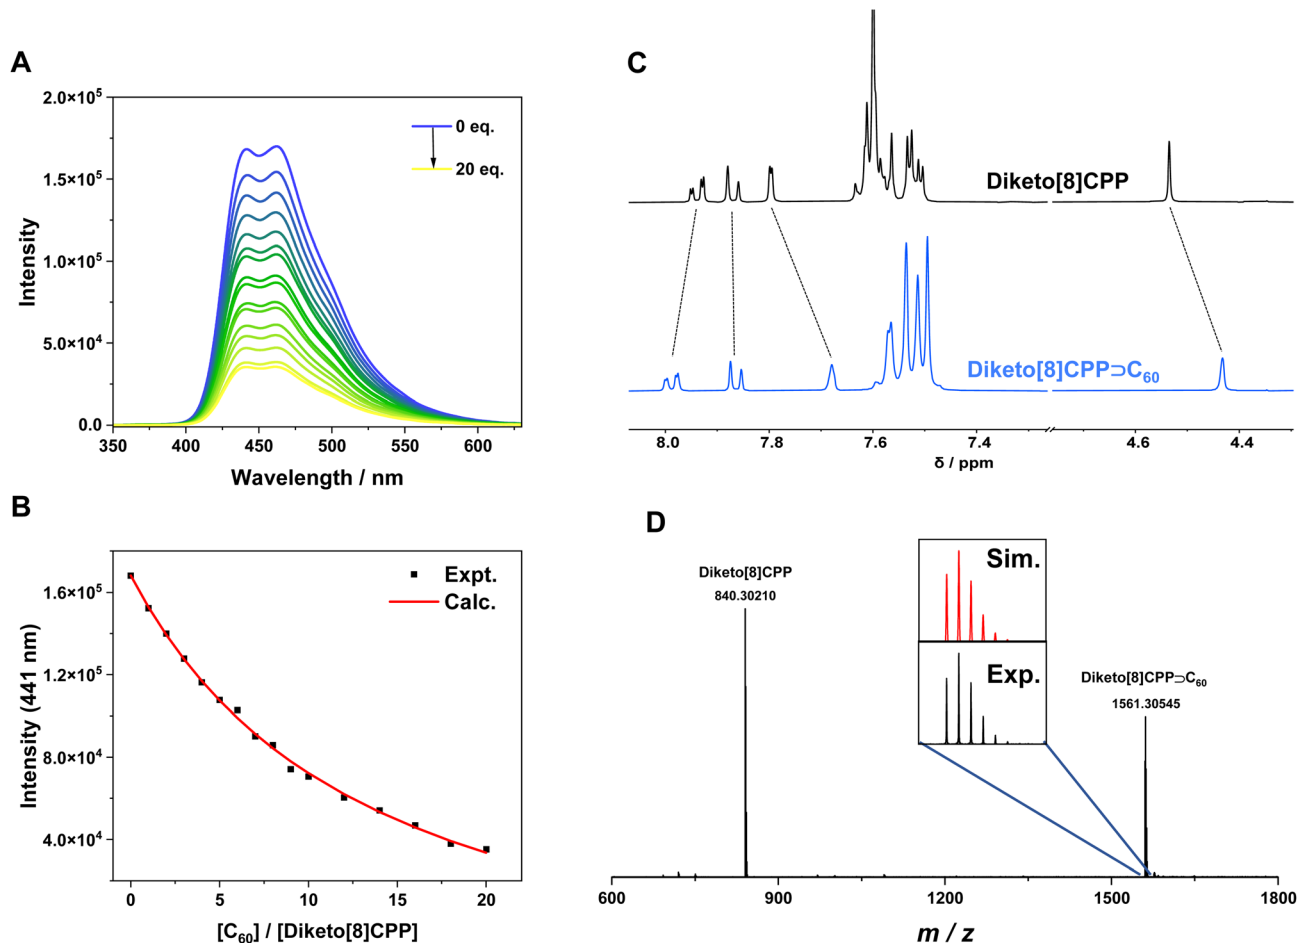 A
2.0×10⁵
1.5×10⁵
1.0×10⁵
5.0×10⁴
0.0
Intensity
0 eq.
20 eq.
350 400 450 500 550 600
Wavelength / nm
B
1.6×10⁵
1.2×10⁵
8.0×10⁴
4.0×10⁴
Intensity (441 nm)
Expt.
Calc.
0 5 10 15 20
[C₆₀] / [Diketo[8]CPP]
C
Diketo[8]CPP
Diketo[8]CPP⊃C₆₀
8.0 7.8 7.6 7.4 4.6 4.4
δ / ppm
D
Diketo[8]CPP
840.30210
Sim.
Exp.
Diketo[8]CPP⊃C₆₀
1561.30545
600 900 1200 1500 1800
m / z